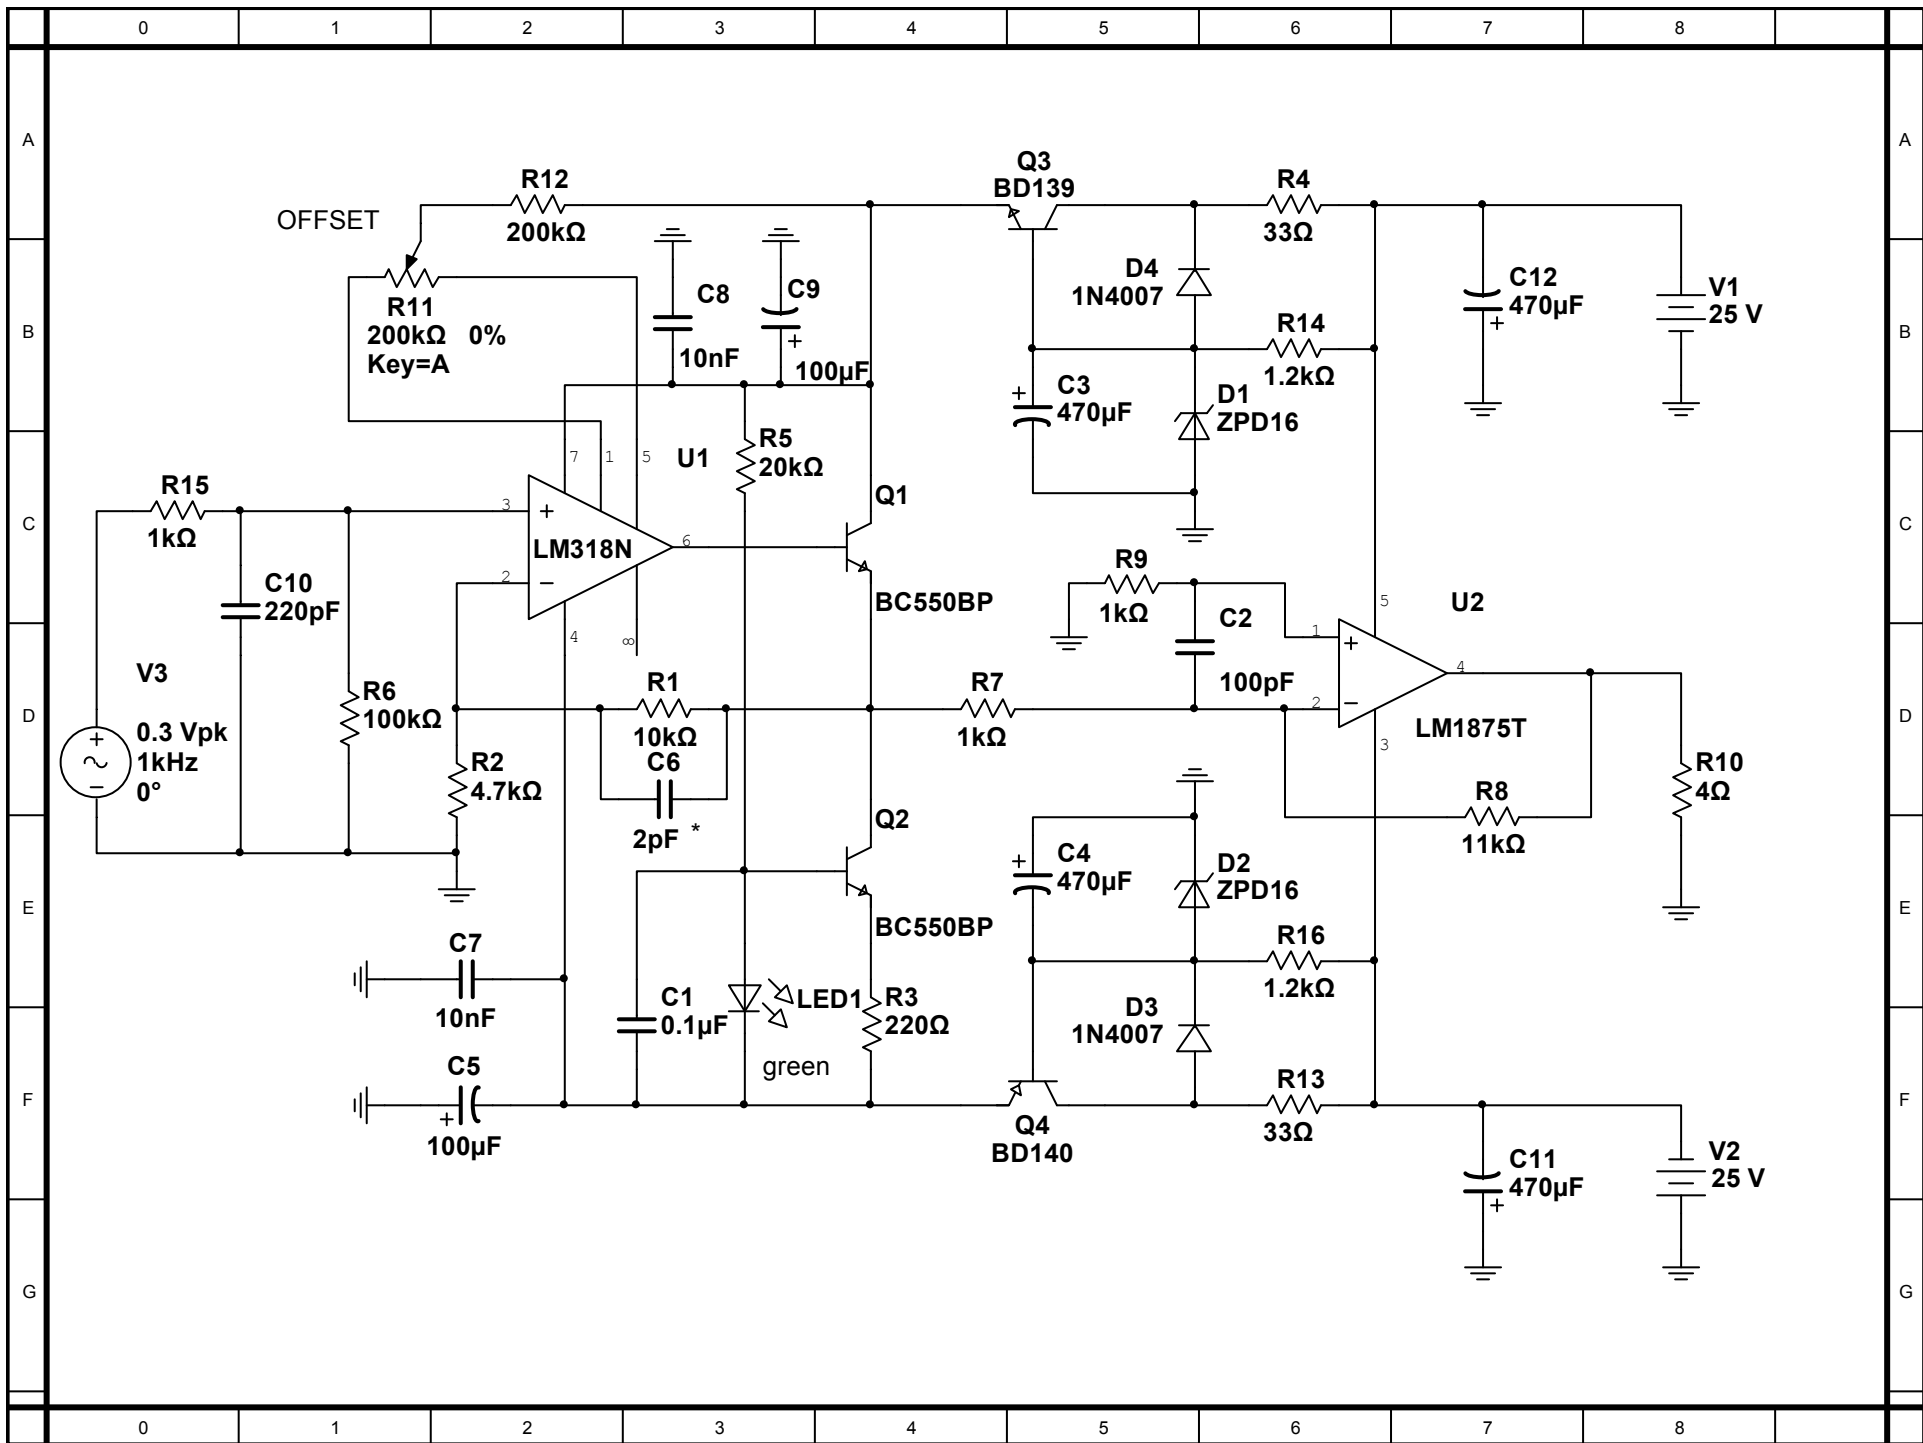 0 1 2 3 4 5 6 7 8
A A
Q3
BD139
R12
200kΩ
R4
33Ω
OFFSET
R11
200kΩ 0%
Key=A
B B
C8
10nF
C9
+
100µF
D4
1N4007
R14
1.2kΩ
C12
470µF
+
V1
25 V
+
C3
470µF
D1
ZPD16
C C
R15
1kΩ
7
1
5
U1
R5
20kΩ
Q1
3
+
LM318N
6
2
−
4
8
BC550BP
C10
220pF
R9
1kΩ
C2
100pF
5
U2
1
+
4
2
−
3
LM1875T
D D
V3
+
0.3 Vpk
1kHz
0°
−
R6
100kΩ
R2
4.7kΩ
R1
10kΩ
C6
2pF *
R7
1kΩ
R8
11kΩ
R10
4Ω
E E
Q2
BC550BP
+
C4
470µF
D2
ZPD16
R16
1.2kΩ
C7
10nF
C1
0.1µF
LED1
green
R3
220Ω
D3
1N4007
F F
C5
+
100µF
Q4
BD140
R13
33Ω
C11
470µF
+
V2
25 V
G G
0 1 2 3 4 5 6 7 8